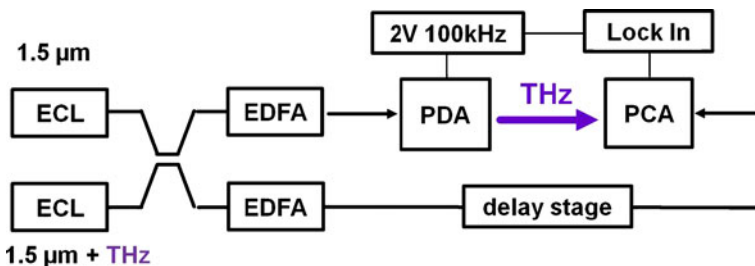 2V 100kHz
Lock In
1.5 µm
THz
ECL
EDFA
PDA
PCA
ECL
EDFA
delay stage
1.5 µm + THz